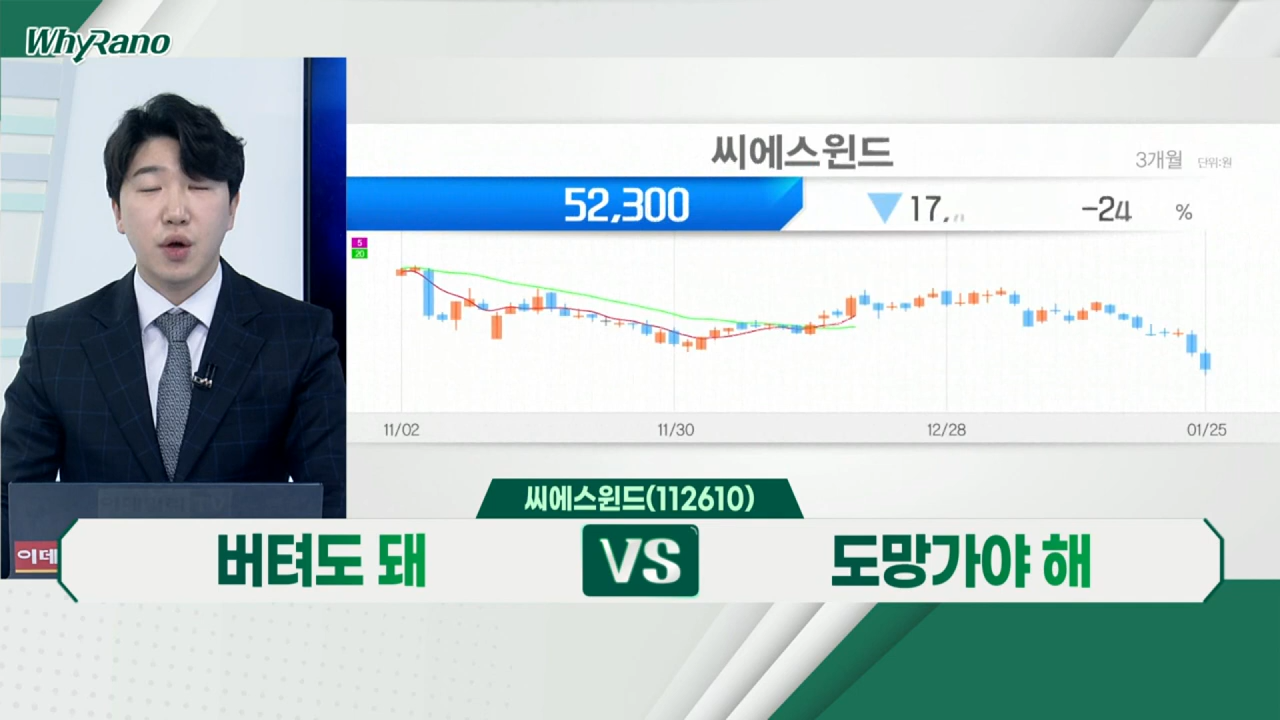 WhyRano
씨에스윈드
3개월 단위:원
52,300
▼17,
-24 %
5
20
11/02 11/30 12/28 01/25
씨에스윈드(112610)
버텨도 돼 VS 도망가야 해
이데